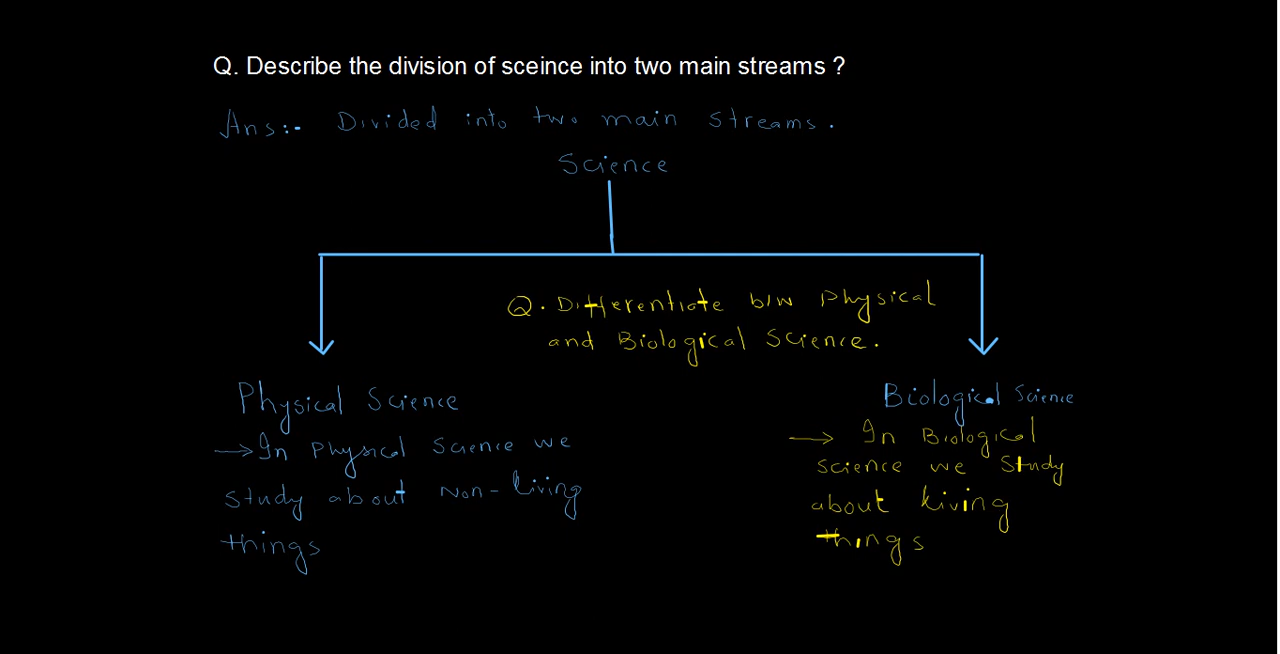 Q. Describe the division of sceince into two main streams ?
Ans:- Divided into two main streams.
Science
Q. Differentiate b/w Physical
and Biological Science.
Physical Science
→ In Physical Science we
study about Non-living
things
Biological Science
→ In Biological
science we study
about living
things